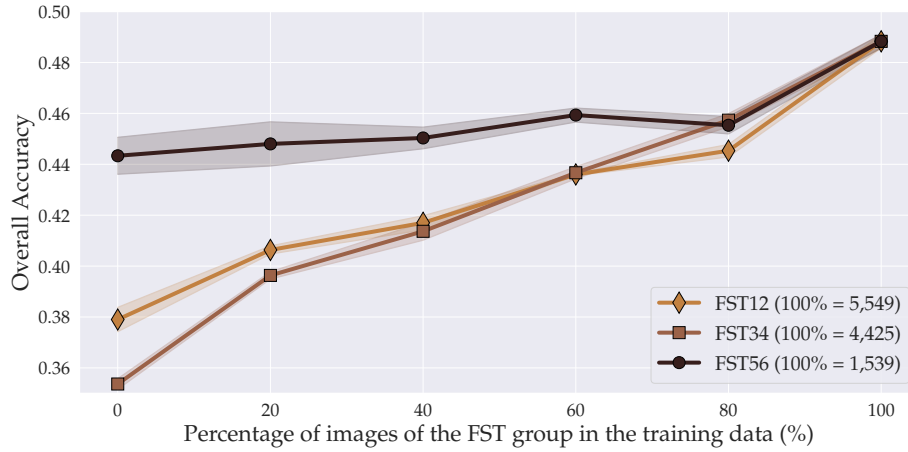 0.50
0.48
0.46
0.44
0.42
0.40
0.38
0.36
Overall Accuracy
FST12 (100% = 5,549)
FST34 (100% = 4,425)
FST56 (100% = 1,539)
0 20 40 60 80 100
Percentage of images of the FST group in the training data (%)